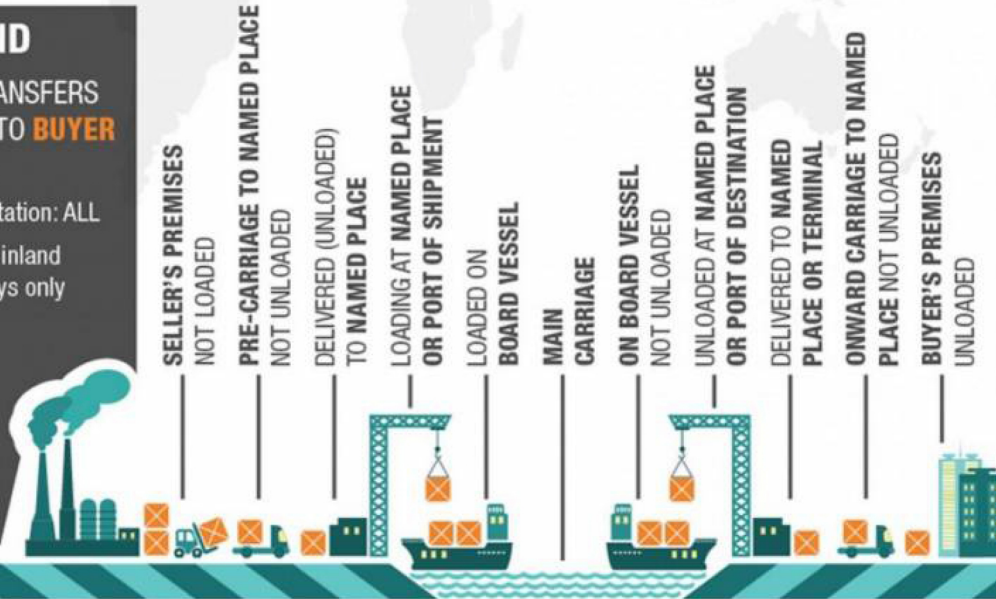 ANSFERS
TO BUYER
tation: ALL
inland
ys only
SELLER'S PREMISES
NOT LOADED
PRE-CARRIAGE TO NAMED PLACE
NOT UNLOADED
DELIVERED (UNLOADED)
TO NAMED PLACE
LOADING AT NAMED PLACE
OR PORT OF SHIPMENT
LOADED ON
BOARD VESSEL
MAIN
CARRIAGE
ON BOARD VESSEL
NOT UNLOADED
UNLOADED AT NAMED PLACE
OR PORT OF DESTINATION
DELIVERED TO NAMED
PLACE OR TERMINAL
ONWARD CARRIAGE TO NAMED
PLACE NOT UNLOADED
BUYER'S PREMISES
UNLOADED